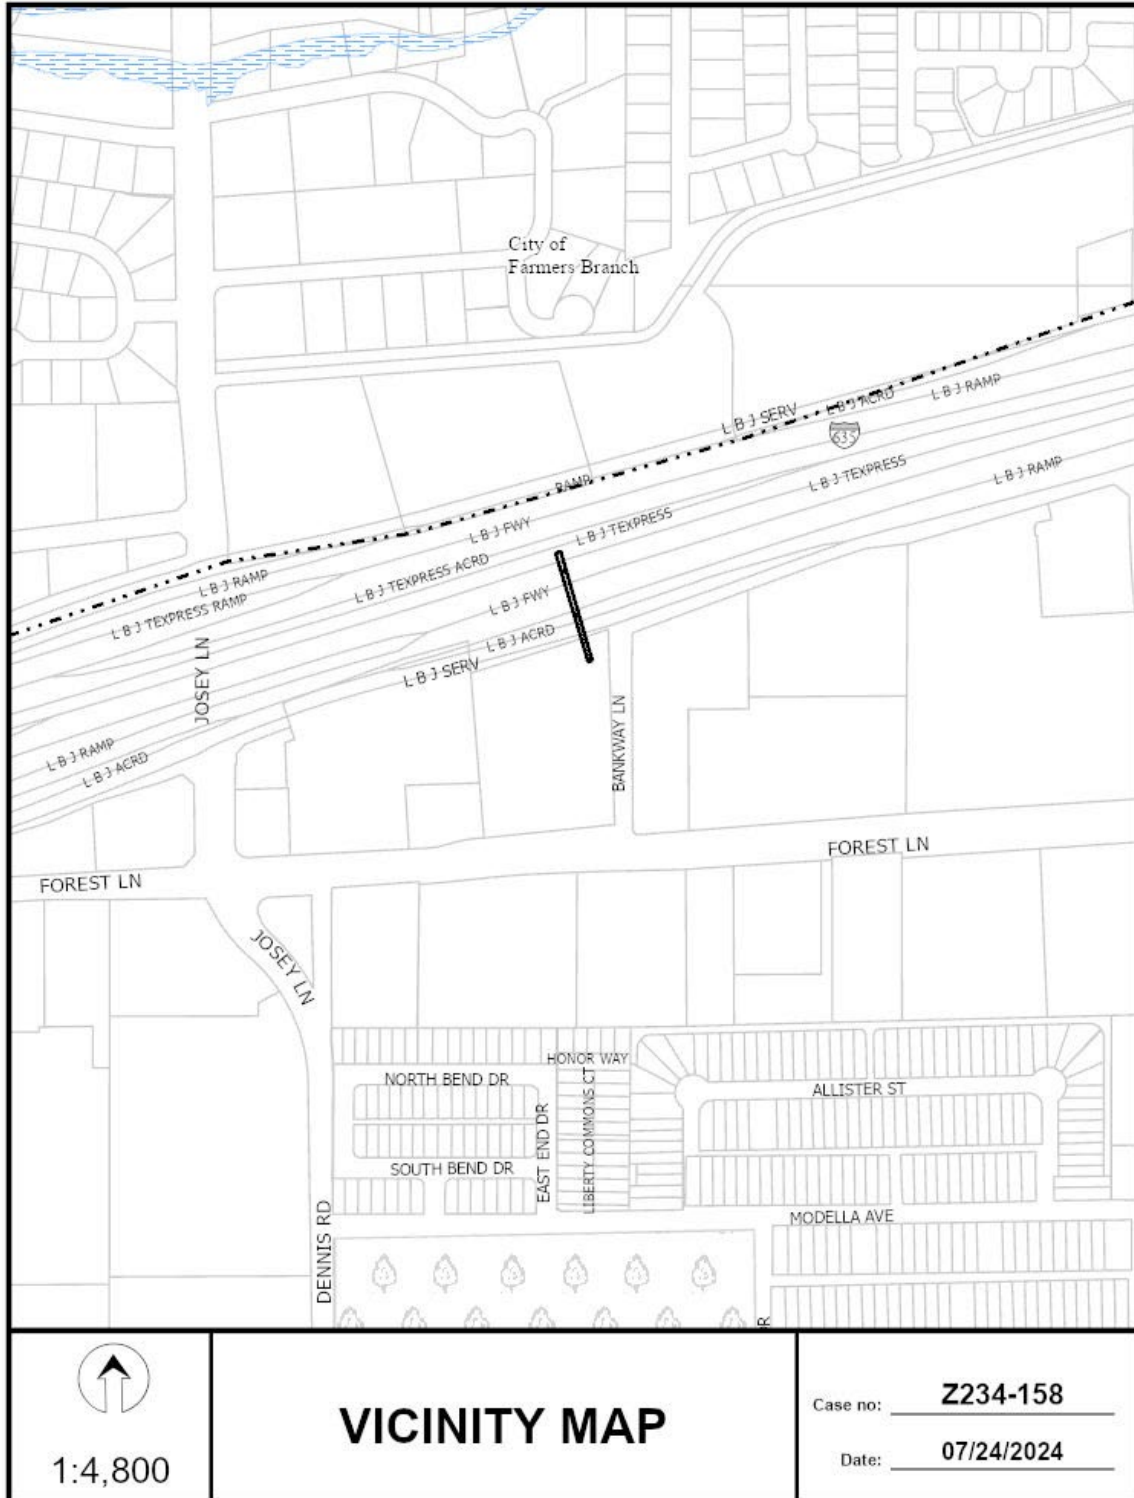 City of
Farmers Branch
L B J RAMP
L B J SERV
L B J ACRD
635
RAMP
L B J TEXPRESS
L B J RAMP
L B J FWY
L B J TEXPRESS
L B J RAMP
L B J TEXPRESS ACRD
L B J TEXPRESS RAMP
L B J FWY
L B J ACRD
JOSEY LN
L B J SERV
BANKWAY LN
L B J RAMP
L B J ACRD
FOREST LN
FOREST LN
JOSEY LN
HONOR WAY
NORTH BEND DR
ALLISTER ST
EAST END DR
LIBERTY COMMONS CT
SOUTH BEND DR
MODELLA AVE
DENNIS RD
DR
1:4,800
VICINITY MAP
Case no: Z234-158
Date: 07/24/2024